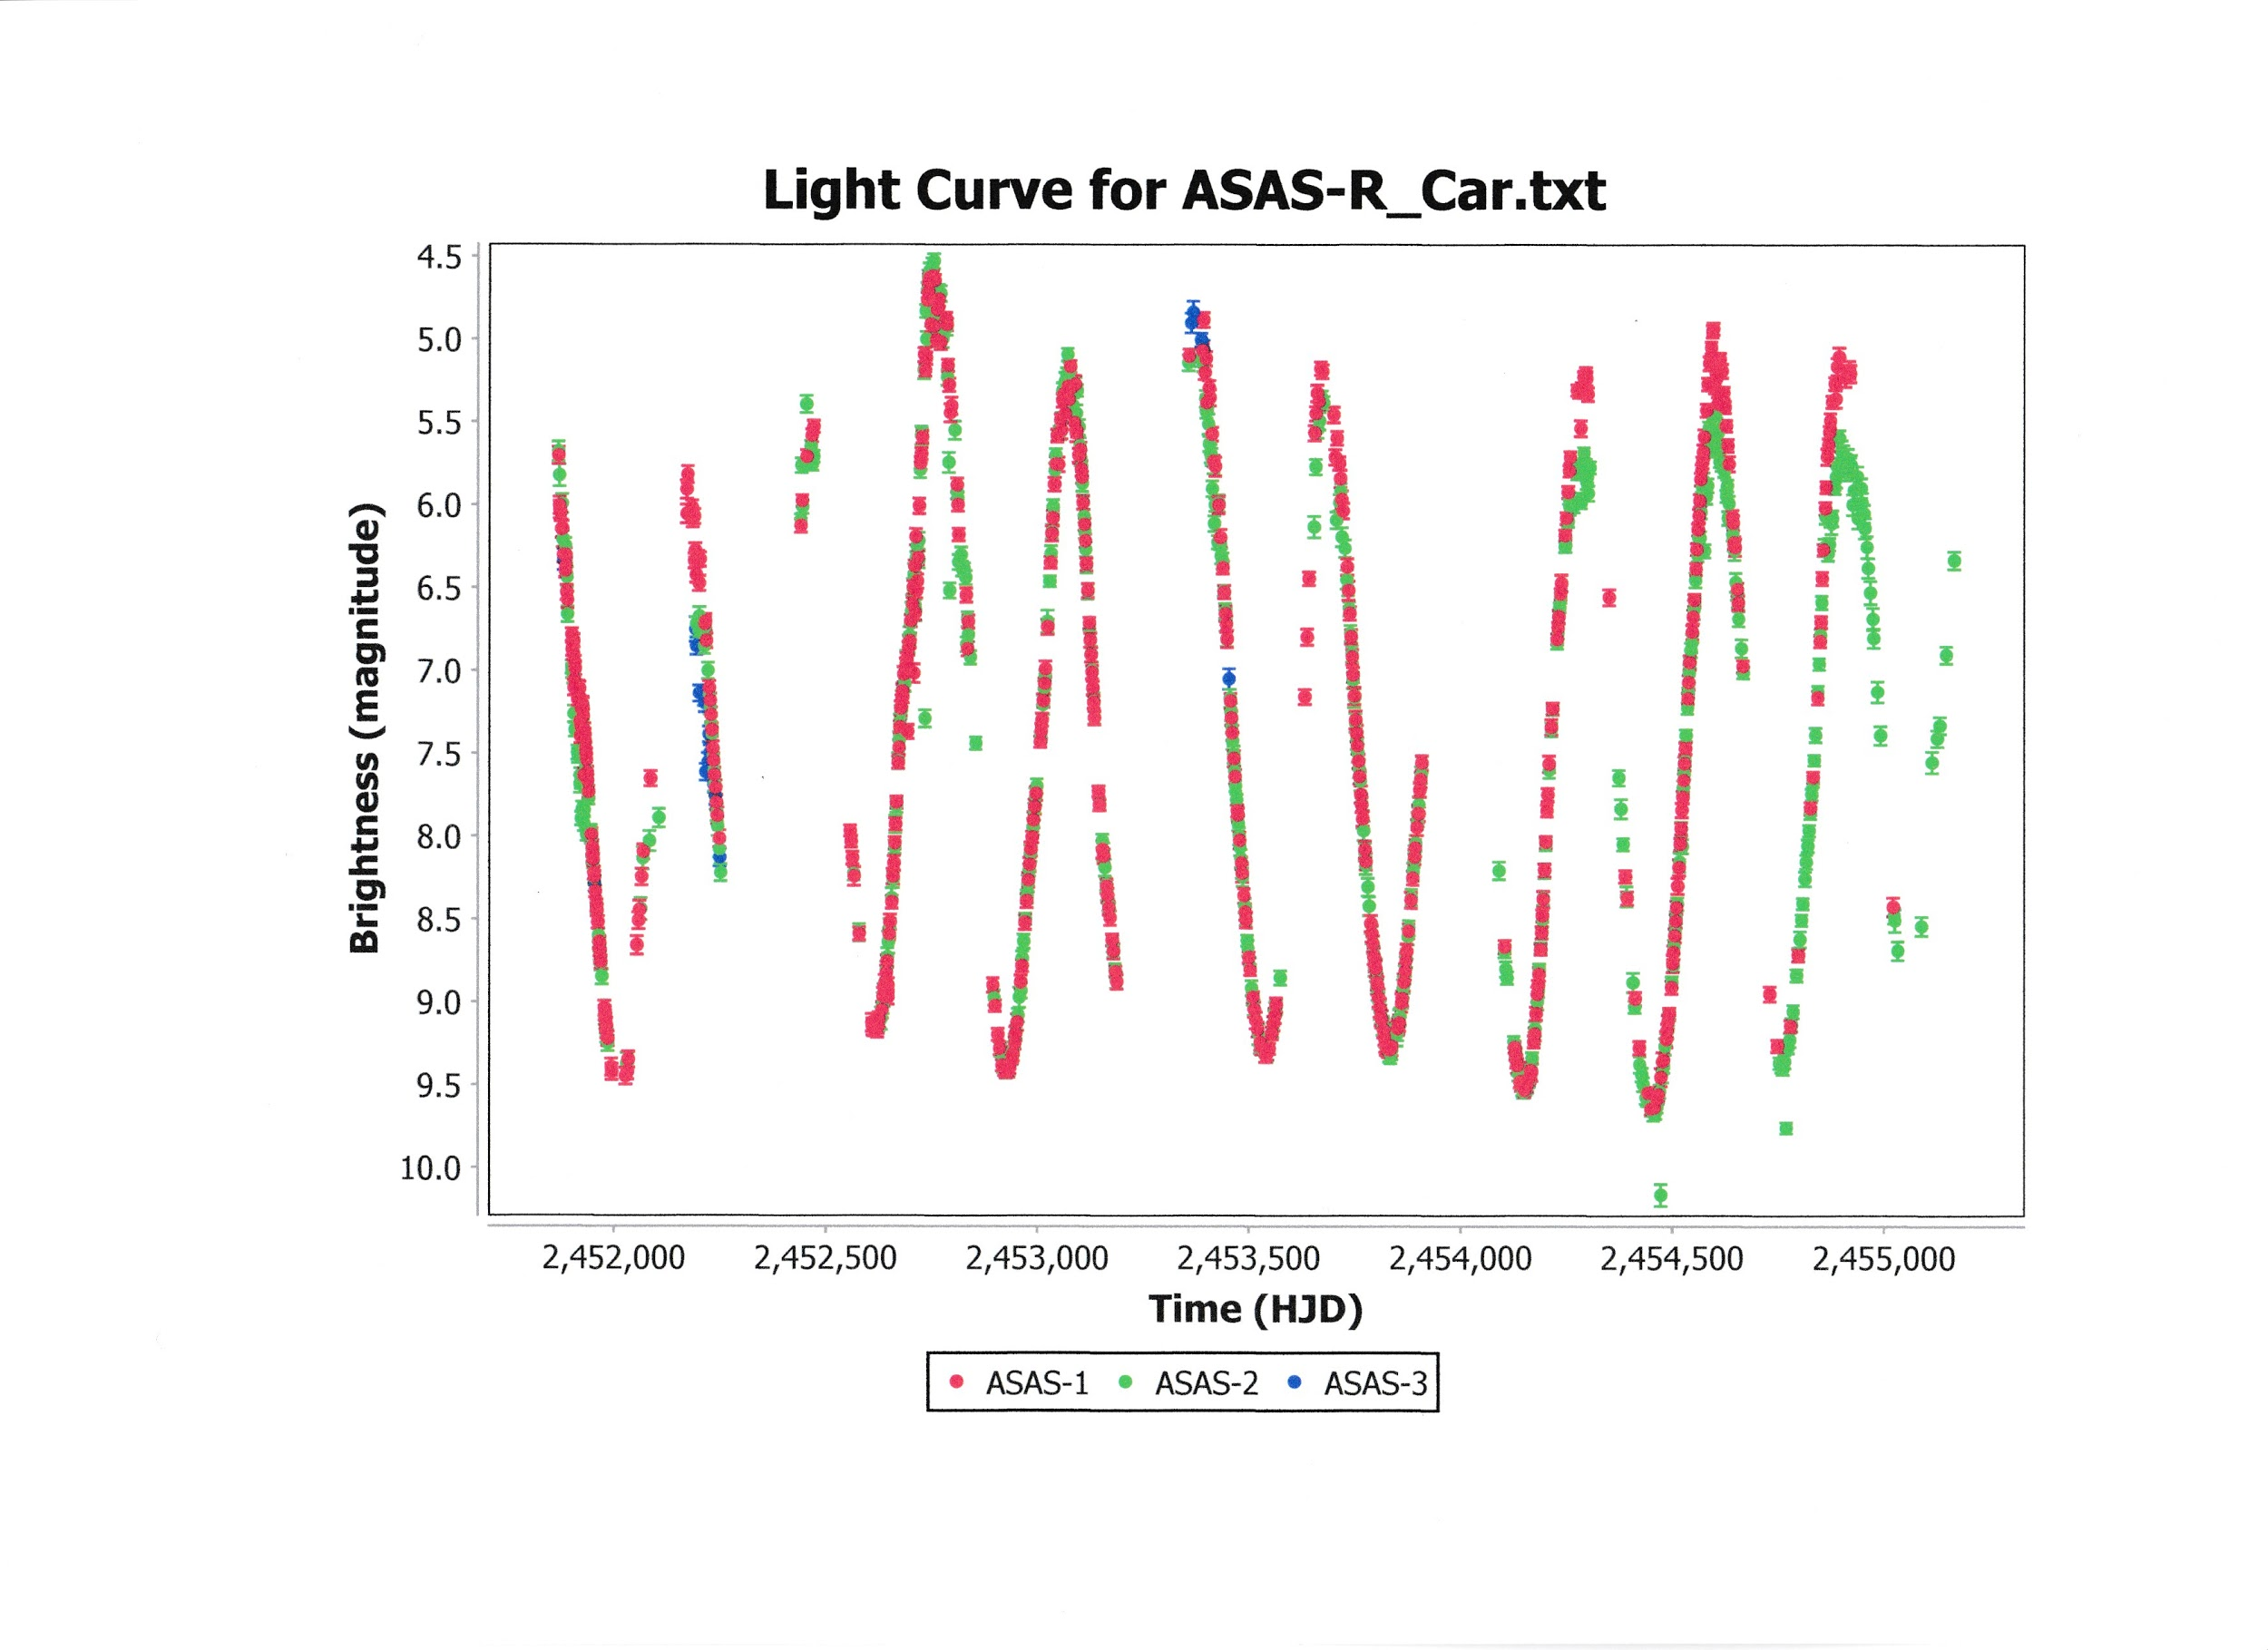 Light Curve for ASAS-R_Car.txt
Brightness (magnitude)
4.5
5.0
5.5
6.0
6.5
7.0
7.5
8.0
8.5
9.0
9.5
10.0
2,452,000 2,452,500 2,453,000 2,453,500 2,454,000 2,454,500 2,455,000
Time (HJD)
ASAS-1 ASAS-2 ASAS-3